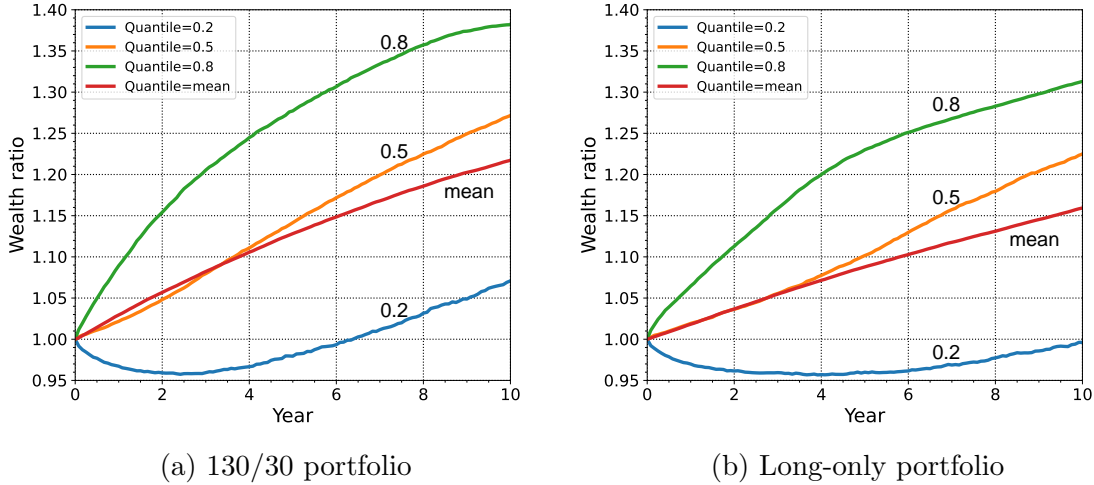 1.40
1.35
1.30
1.25
1.20
1.15
1.10
1.05
1.00
0.95
Wealth ratio
Quantile=0.2
Quantile=0.5
Quantile=0.8
Quantile=mean
0.8
0.5
mean
0.2
0 2 4 6 8 10
Year
(a) 130/30 portfolio
1.40
1.35
1.30
1.25
1.20
1.15
1.10
1.05
1.00
0.95
Wealth ratio
Quantile=0.2
Quantile=0.5
Quantile=0.8
Quantile=mean
0.8
0.5
mean
0.2
0 2 4 6 8 10
Year
(b) Long-only portfolio